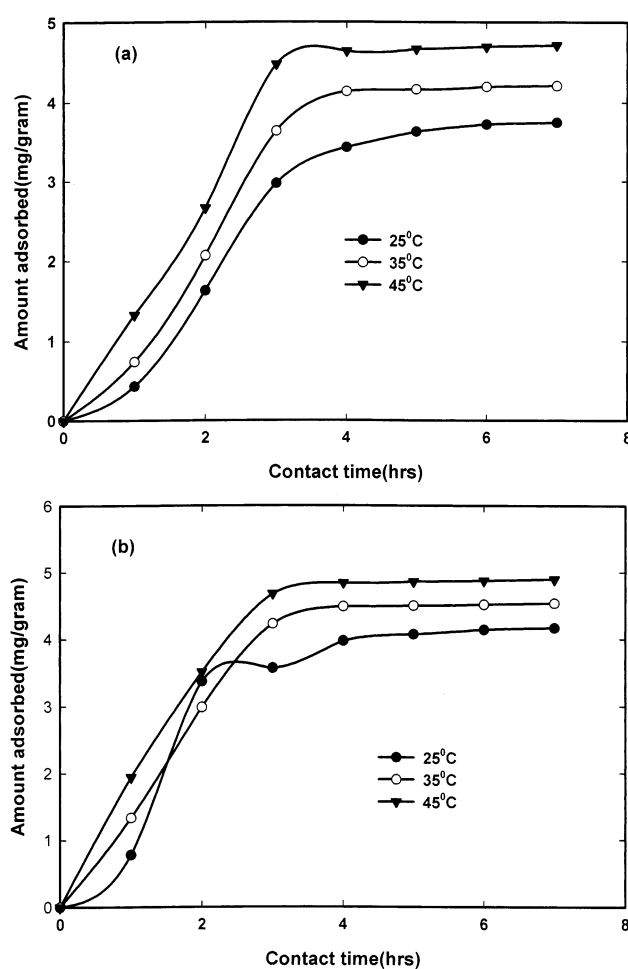 5
(a)
4
3
2
1
0
Amount adsorbed(mg/gram)
25⁰C
35⁰C
45⁰C
0 2 4 6 8
Contact time(hrs)
6
(b)
5
4
3
2
1
0
Amount adsorbed(mg/gram)
25⁰C
35⁰C
45⁰C
0 2 4 6 8
Contact time(hrs)